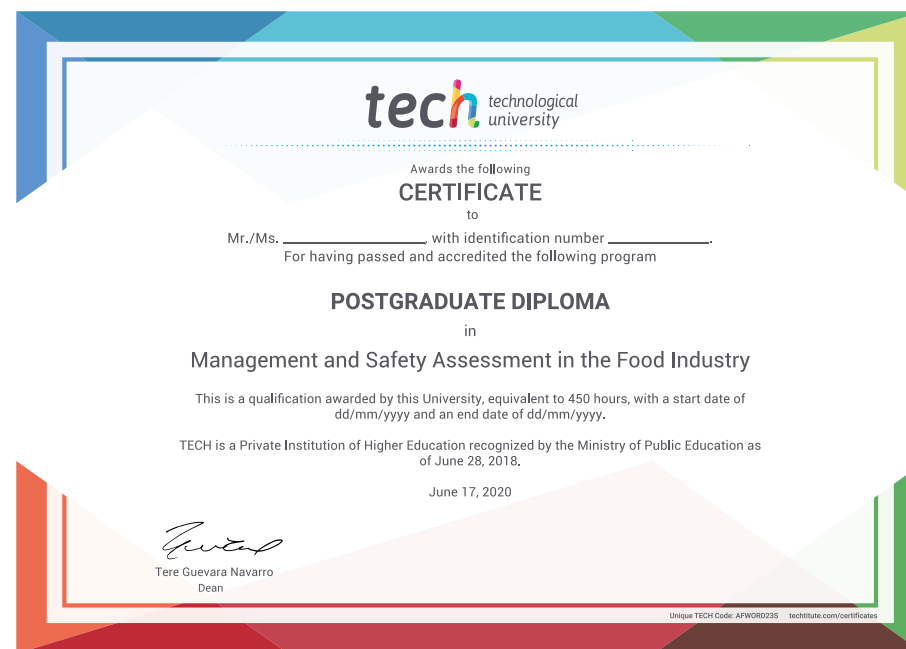 tech technological
university
Awards the following
CERTIFICATE
to
Mr./Ms. ____________________, with identification number ______________.
For having passed and accredited the following program
POSTGRADUATE DIPLOMA
in
Management and Safety Assessment in the Food Industry
This is a qualification awarded by this University, equivalent to 450 hours, with a start date of
dd/mm/yyyy and an end date of dd/mm/yyyy.
TECH is a Private Institution of Higher Education recognized by the Ministry of Public Education as
of June 28, 2018.
June 17, 2020
Tere Guevara Navarro
Dean
Unique TECH Code: AFWORD23S techtitute.com/certificates